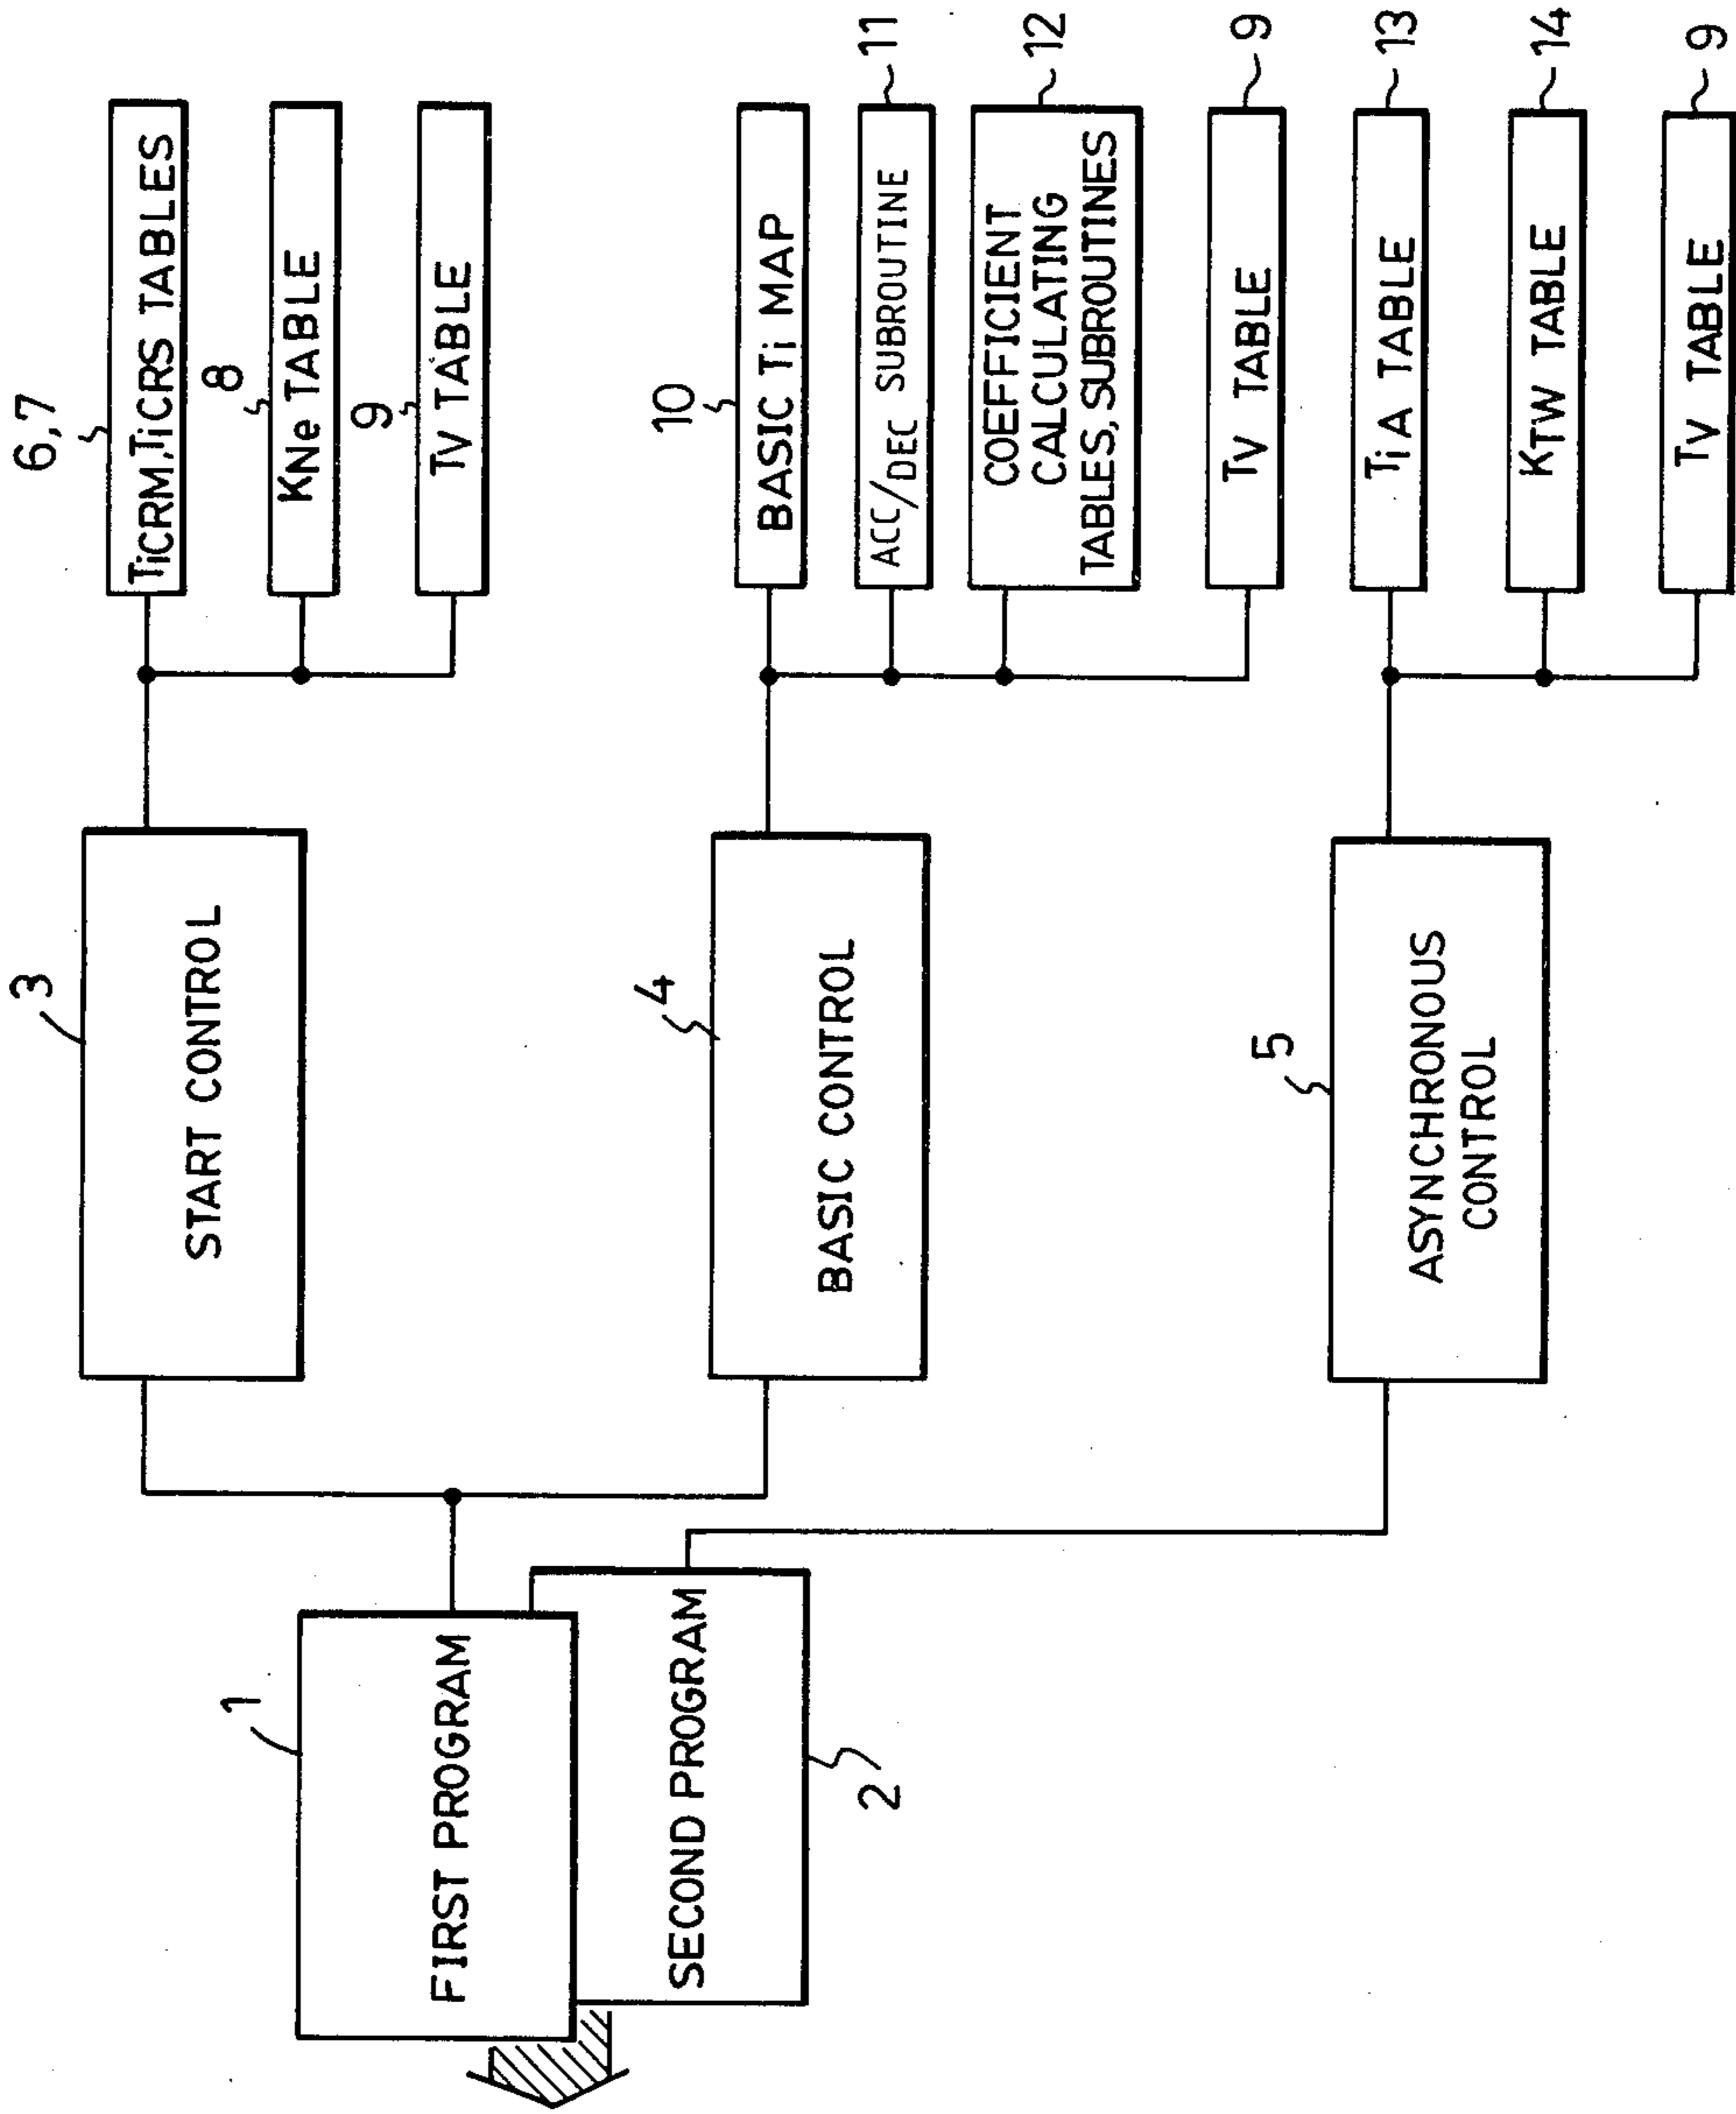 1
FIRST PROGRAM
SECOND PROGRAM
2
3
START CONTROL
4
BASIC CONTROL
5
ASYNCHRONOUS
CONTROL
6,7
TiCRM,TiCRS TABLES
8
KNe TABLE
9
TV TABLE
10
BASIC Ti MAP
ACC/DEC SUBROUTINE
11
COEFFICIENT
CALCULATING
TABLES,SUBROUTINES
12
TV TABLE
9
TiA TABLE
13
KTW TABLE
14
TV TABLE
9